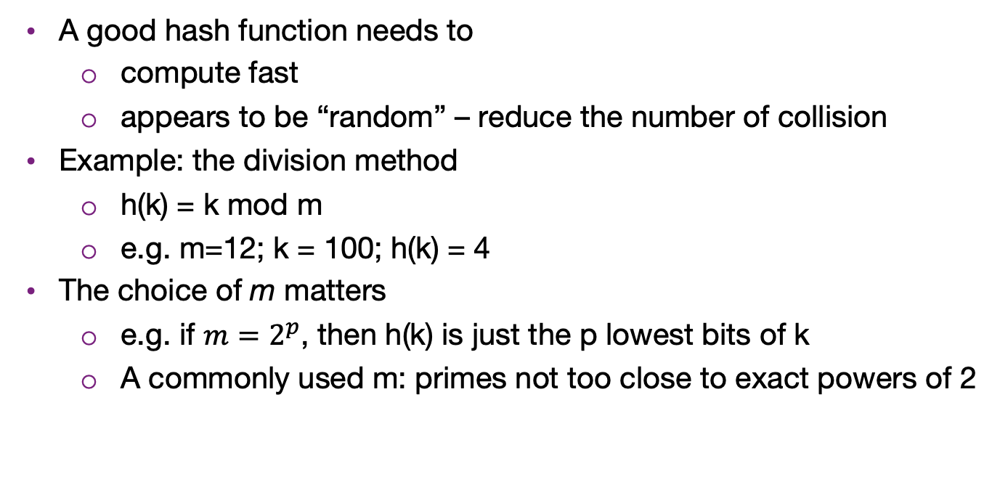 • A good hash function needs to
○ compute fast
○ appears to be “random” – reduce the number of collision
• Example: the division method
○ h(k) = k mod m
○ e.g. m=12; k = 100; h(k) = 4
• The choice of m matters
○ e.g. if m = 2ᵖ, then h(k) is just the p lowest bits of k
○ A commonly used m: primes not too close to exact powers of 2